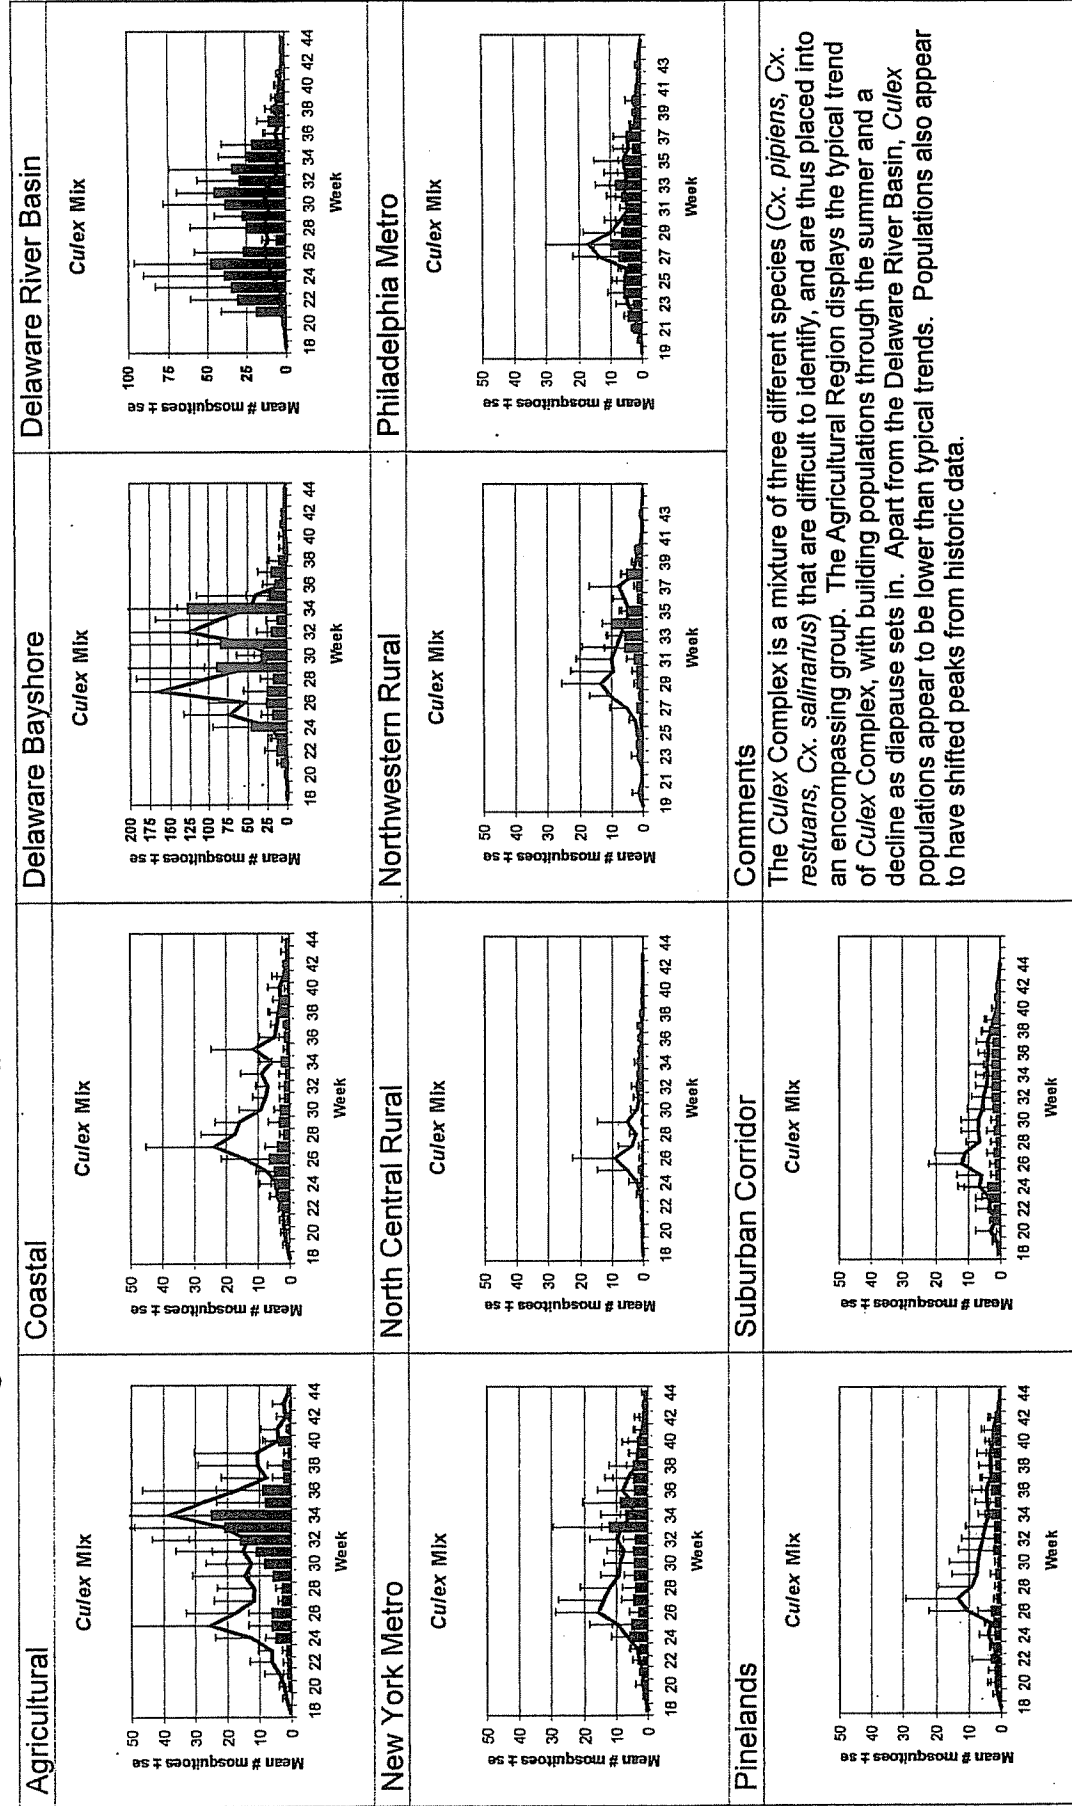 Agricultural
Culex Mix
Mean # mosquitoes ± se
50
40
30
20
10
0
18 20 22 24 26 28 30 32 34 36 38 40 42 44
Week
Coastal
Culex Mix
Mean # mosquitoes ± se
50
40
30
20
10
0
18 20 22 24 26 28 30 32 34 36 38 40 42 44
Week
Delaware Bayshore
Culex Mix
Mean # mosquitoes ± se
200
175
150
125
100
75
50
25
0
18 20 22 24 26 28 30 32 34 36 38 40 42 44
Week
Delaware River Basin
Culex Mix
Mean # mosquitoes ± se
100
75
50
25
0
18 20 22 24 26 28 30 32 34 36 38 40 42 44
Week
New York Metro
Culex Mix
Mean # mosquitoes ± se
50
40
30
20
10
0
18 20 22 24 26 28 30 32 34 36 38 40 42 44
Week
North Central Rural
Culex Mix
Mean # mosquitoes ± se
50
40
30
20
10
0
18 20 22 24 26 28 30 32 34 36 38 40 42 44
Week
Northwestern Rural
Culex Mix
Mean # mosquitoes ± se
50
40
30
20
10
0
19 21 23 25 27 29 31 33 35 37 39 41 43
Week
Philadelphia Metro
Culex Mix
Mean # mosquitoes ± se
50
40
30
20
10
0
19 21 23 25 27 29 31 33 35 37 39 41 43
Week
Pinelands
Culex Mix
Mean # mosquitoes ± se
50
40
30
20
10
0
18 20 22 24 26 28 30 32 34 36 38 40 42 44
Week
Suburban Corridor
Culex Mix
Mean # mosquitoes ± se
50
40
30
20
10
0
18 20 22 24 26 28 30 32 34 36 38 40 42 44
Week
Comments
The Culex Complex is a mixture of three different species (Cx. pipiens, Cx.
restuans, Cx. salinarius) that are difficult to identify, and are thus placed into
an encompassing group. The Agricultural Region displays the typical trend
of Culex Complex, with building populations through the summer and a
decline as diapause sets in. Apart from the Delaware River Basin, Culex
populations appear to be lower than typical trends. Populations also appear
to have shifted peaks from historic data.